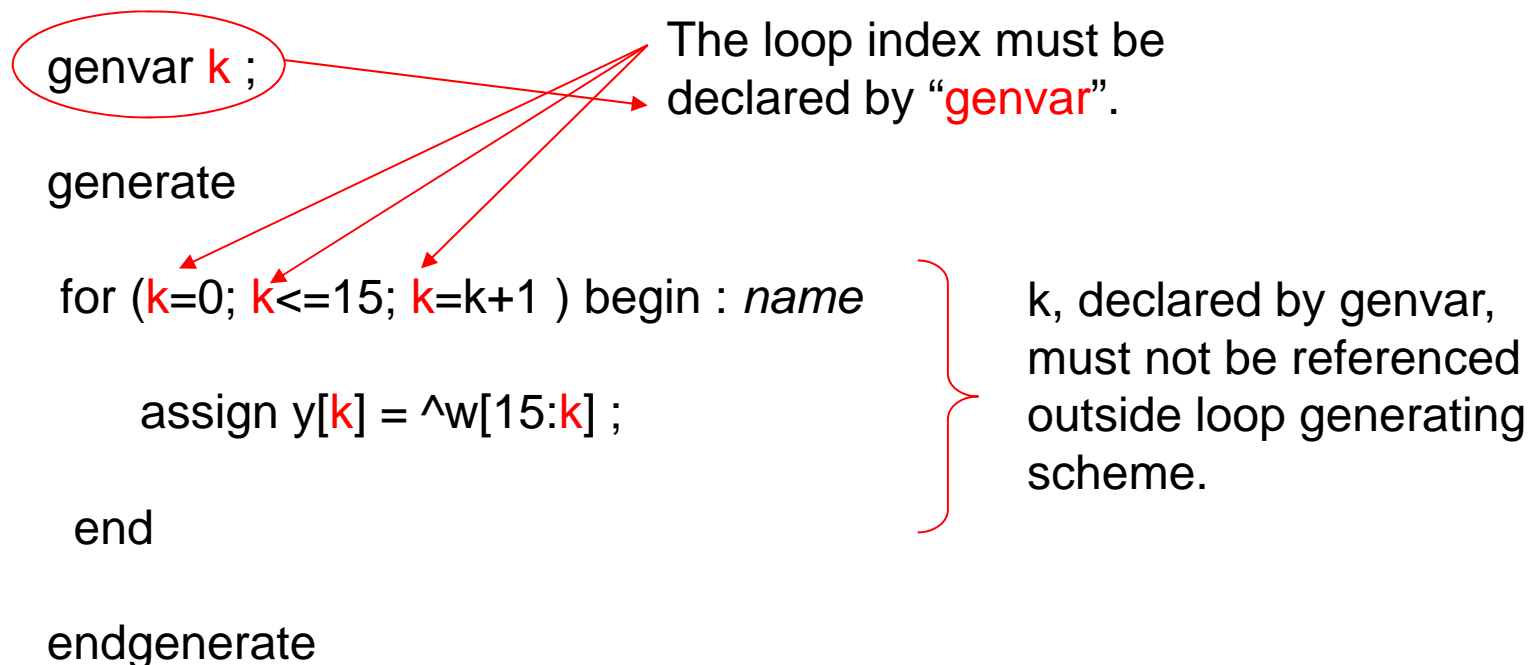 genvar k ;
The loop index must be
declared by “genvar”.
generate
for (k=0; k<=15; k=k+1 ) begin : name
assign y[k] = ^w[15:k] ;
end
k, declared by genvar,
must not be referenced
outside loop generating
scheme.
endgenerate